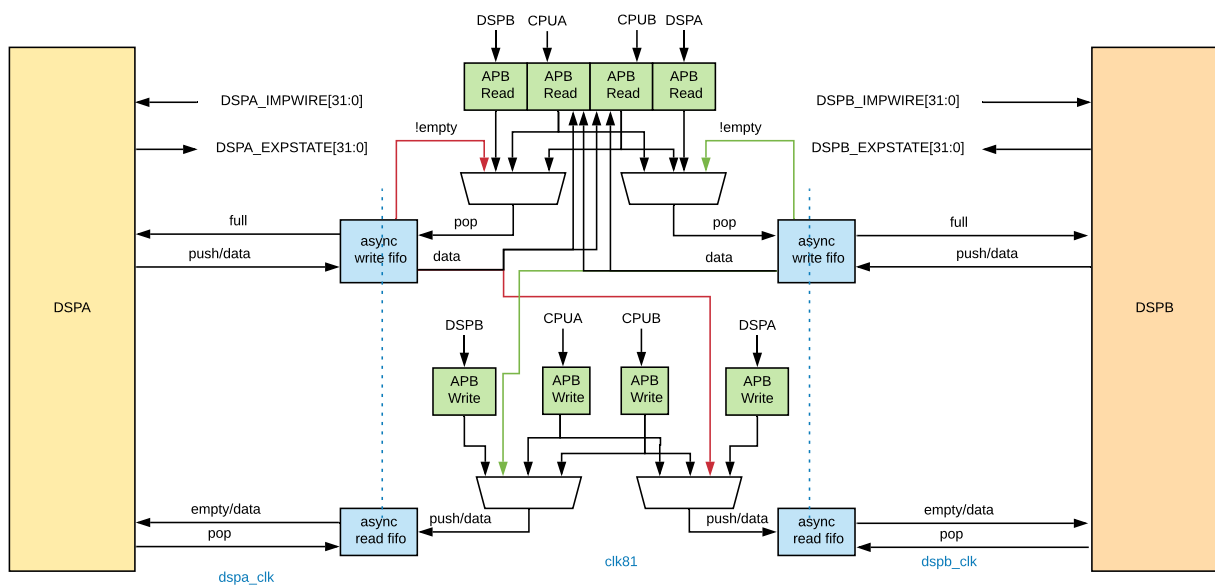 DSPB CPUA CPUB DSPA
APB Read
APB Read
APB Read
APB Read
DSPA_IMPWIRE[31:0]
DSPB_IMPWIRE[31:0]
!empty
!empty
DSPA_EXPSTATE[31:0]
DSPB_EXPSTATE[31:0]
full
pop
pop
full
async
write fifo
async
write fifo
push/data
data
data
push/data
DSPA
DSPB
DSPB
CPUA
CPUB
DSPA
APB
Write
APB
Write
APB
Write
APB
Write
empty/data
push/data
push/data
empty/data
async
read fifo
async
read fifo
pop
pop
dspa_clk
clk81
dspb_clk